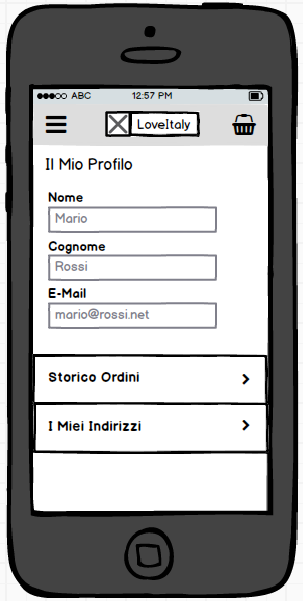 ABC 12:57 PM
LoveItaly
Il Mio Profilo
Nome
Mario
Cognome
Rossi
E-Mail
mario@rossi.net
Storico Ordini
I Miei Indirizzi